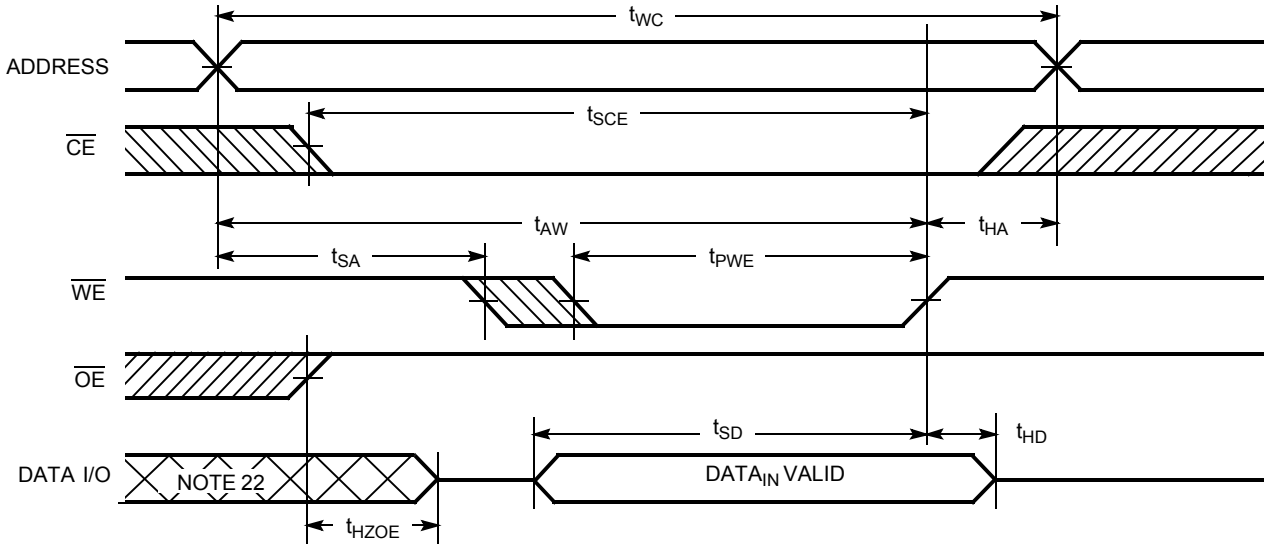 tWC
ADDRESS
tSCE
CE
tAW
tHA
tSA
tPWE
WE
OE
tSD
tHD
DATA I/O
NOTE 22
DATAIN VALID
tHZOE